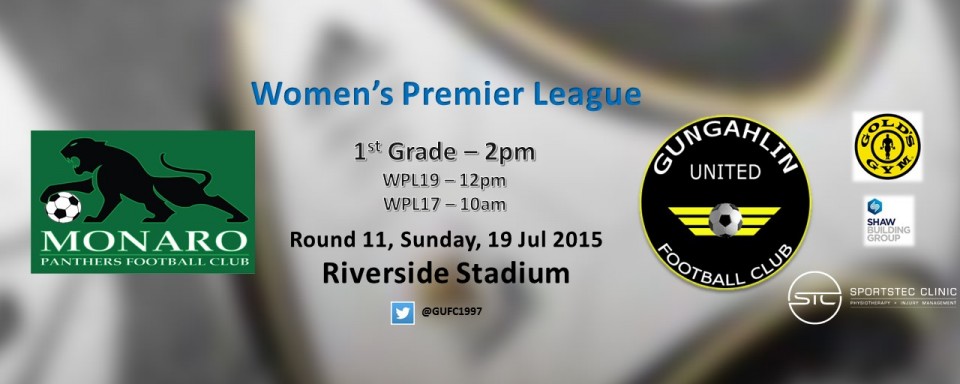 Women's Premier League
1st Grade – 2pm
WPL19 – 12pm
WPL17 – 10am
Round 11, Sunday, 19 Jul 2015
Riverside Stadium
@GUFC1997
MONARO
PANTHERS FOOTBALL CLUB
GUNGAHLIN
UNITED
FOOTBALL CLUB
GOLD'S
GYM
SHAW
BUILDING
GROUP
STC
SPORTSTEC CLINIC
PHYSIOTHERAPY + INJURY MANAGEMENT